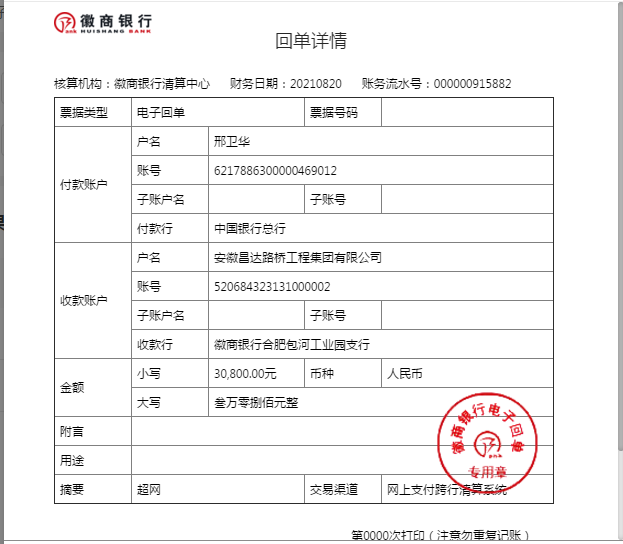 徽商银行
HUISHANG BANK
回单详情
核算机构：徽商银行清算中心 财务日期：20210820 账务流水号：000000915882
票据类型 电子回单 票据号码
付款账户
户名 邢卫华
账号 6217886300000469012
子账户名 子账号
付款行 中国银行总行
收款账户
户名 安徽昌达路桥工程集团有限公司
账号 520684323131000002
子账户名 子账号
收款行 徽商银行合肥包河工业园支行
金额
小写 30,800.00元 币种 人民币
大写 叁万零捌佰元整
附言
用途
摘要 超网 交易渠道 网上支付跨行清算系统
徽商银行电子回单
专用章
第0000次打印（注意勿重复记账）